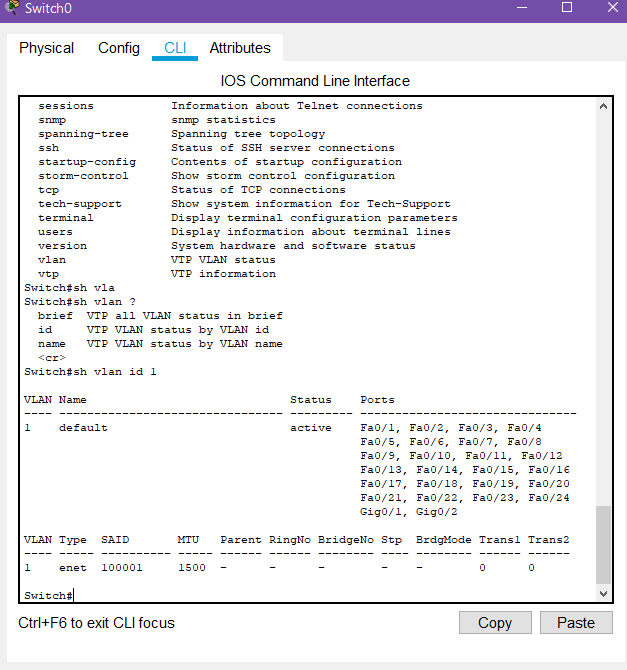 Switch0
Physical Config CLI Attributes
IOS Command Line Interface
sessions Information about Telnet connections
snmp snmp statistics
spanning-tree Spanning tree topology
ssh Status of SSH server connections
startup-config Contents of startup configuration
storm-control Show storm control configuration
tcp Status of TCP connections
tech-support Show system information for Tech-Support
terminal Display terminal configuration parameters
users Display information about terminal lines
version System hardware and software status
vlan VTP VLAN status
vtp VTP information
Switch#sh vla
Switch#sh vlan ?
brief VTP all VLAN status in brief
id VTP VLAN status by VLAN id
name VTP VLAN status by VLAN name
<cr>
Switch#sh vlan id 1
VLAN Name Status Ports
---- -------------------------------- --------- -------------------------------
1 default active Fa0/1, Fa0/2, Fa0/3, Fa0/4
Fa0/5, Fa0/6, Fa0/7, Fa0/8
Fa0/9, Fa0/10, Fa0/11, Fa0/12
Fa0/13, Fa0/14, Fa0/15, Fa0/16
Fa0/17, Fa0/18, Fa0/19, Fa0/20
Fa0/21, Fa0/22, Fa0/23, Fa0/24
Gig0/1, Gig0/2
VLAN Type SAID MTU Parent RingNo BridgeNo Stp BrdgMode Trans1 Trans2
---- ----- ---------- ----- ------ ------ -------- ---- -------- ------ ------
1 enet 100001 1500 - - - - - 0 0
Switch#
Ctrl+F6 to exit CLI focus
Copy Paste